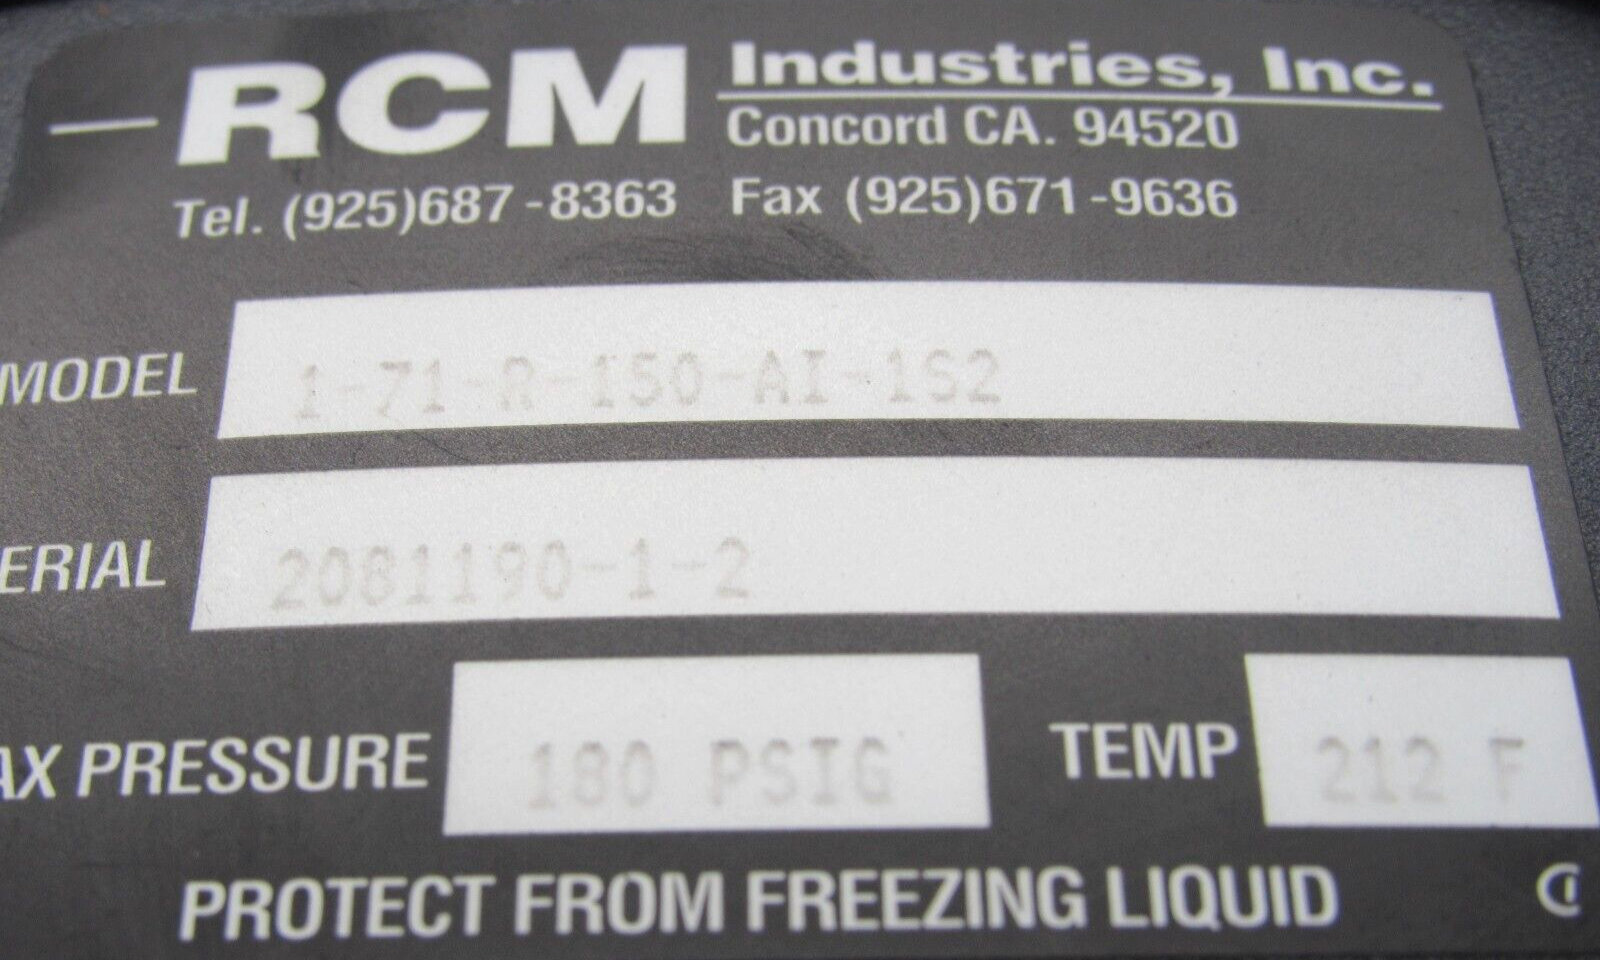 RCM Industries, Inc.
Concord CA. 94520
Tel. (925)687-8363 Fax (925)671-9636
MODEL 1-71-R-150-AI-1S2
ERIAL 2081190-1-2
AX PRESSURE 180 PSIG TEMP 212 F
PROTECT FROM FREEZING LIQUID